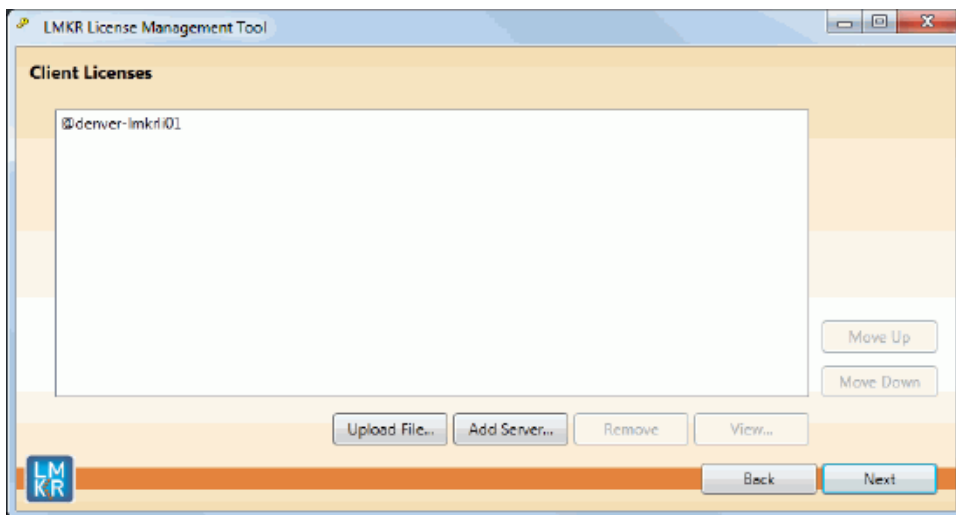 LMKR License Management Tool
Client Licenses
@denver-lmkrli01
Move Up
Move Down
Upload File... Add Server... Remove View...
LM
KR
Back Next